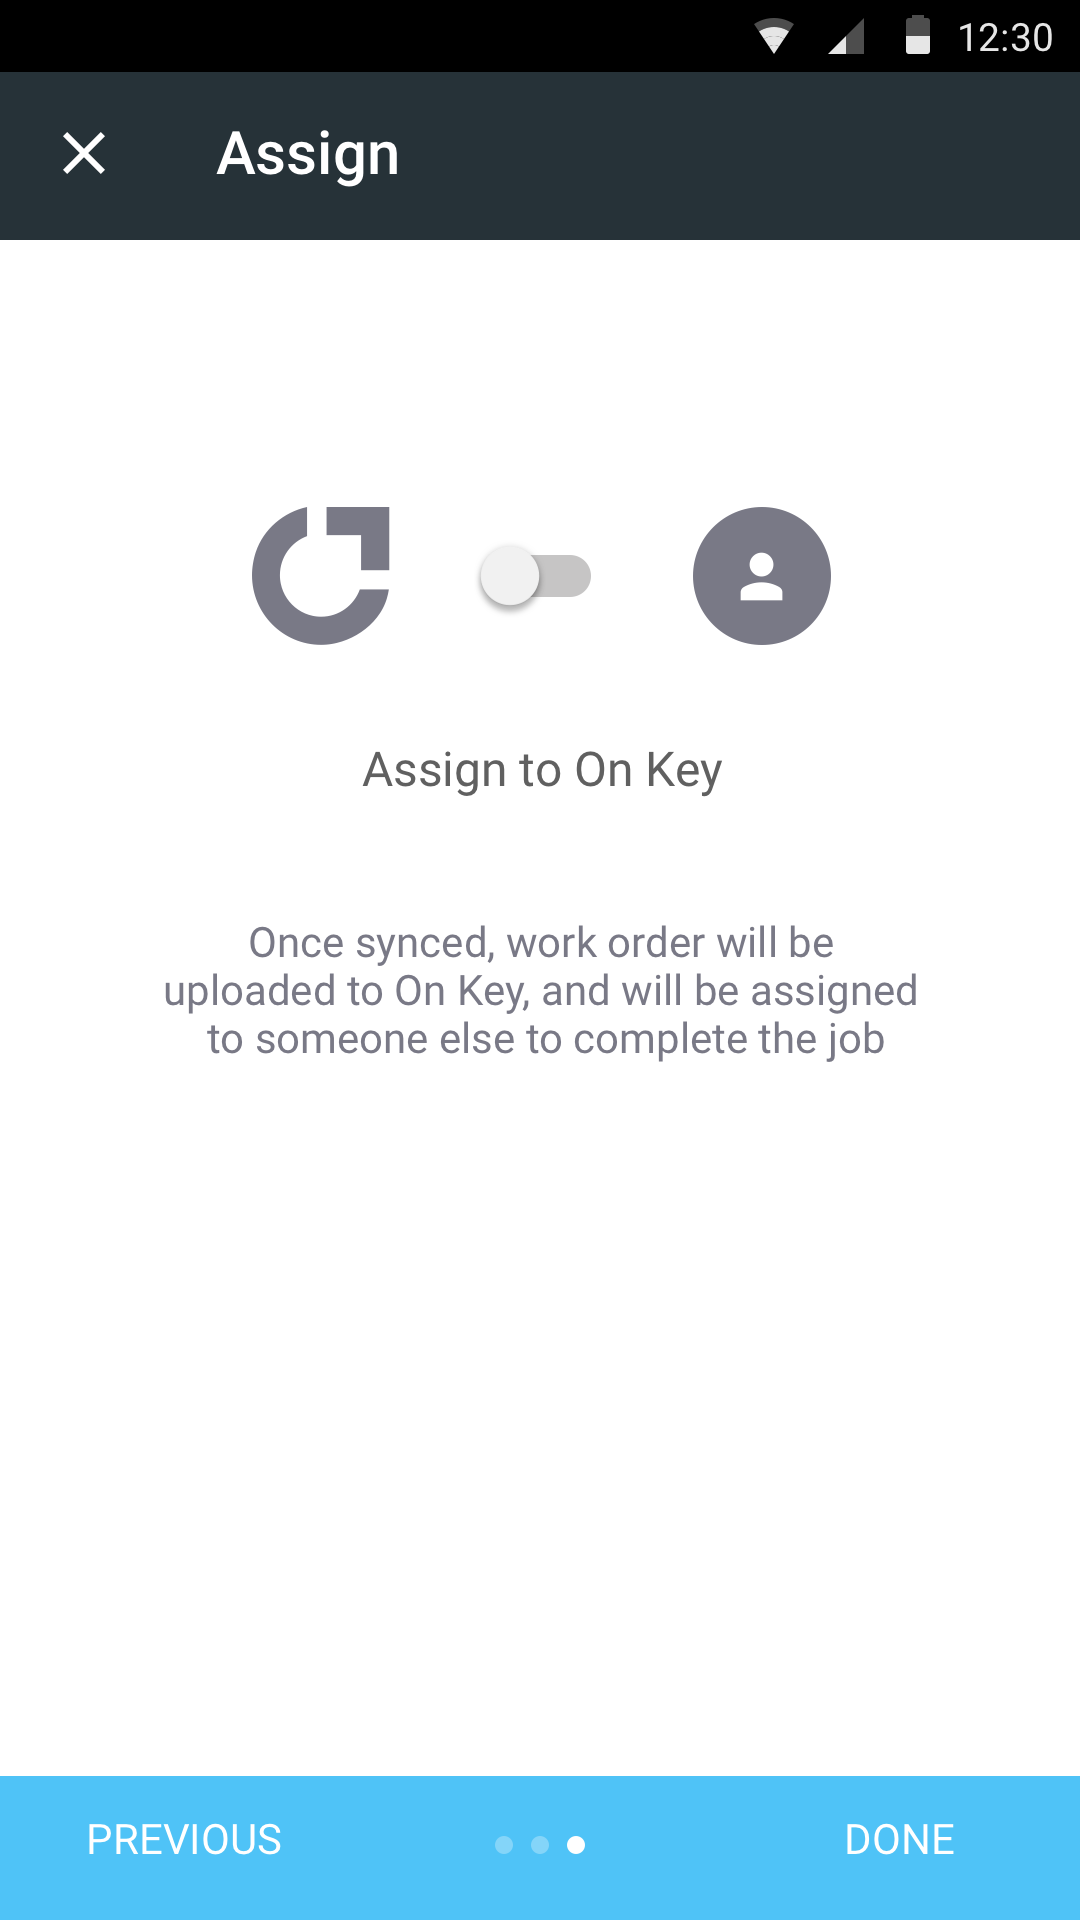 12:30
Assign
Assign to On Key
Once synced, work order will be
uploaded to On Key, and will be assigned
to someone else to complete the job
PREVIOUS
DONE